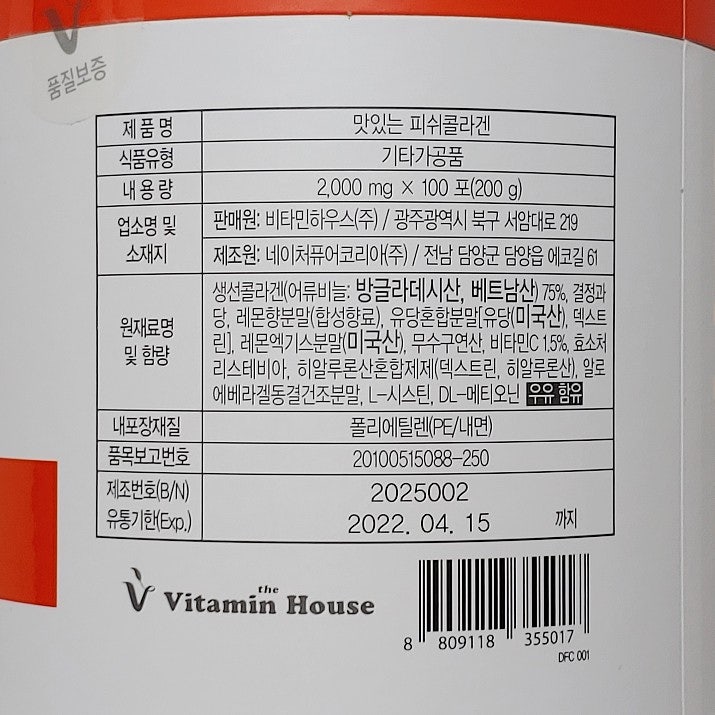 품질보증
제품명 맛있는 피쉬콜라겐
식품유형 기타가공품
내용량 2,000 mg × 100 포(200 g)
업소명 및
소재지
판매원: 비타민하우스(주) / 광주광역시 북구 서암대로 219
제조원: 네이처퓨어코리아(주) / 전남 담양군 담양읍 에코길 61
원재료명
및 함량
생선콜라겐(어류비늘: 방글라데시산, 베트남산) 75%, 결정과
당, 레몬향분말(합성향료), 유당혼합분말[유당(미국산), 덱스트
린], 레몬엑기스분말(미국산), 무수구연산, 비타민C 1.5%, 효소처
리스테비아, 히알루론산혼합제제(덱스트린, 히알루론산), 알로
에베라겔동결건조분말, L-시스틴, DL-메티오닌 우유 함유
내포장재질 폴리에틸렌(PE/내면)
품목보고번호 20100515088-250
제조번호(B/N) 2025002
유통기한(Exp.) 2022. 04. 15 까지
the
Vitamin House
8 809118 355017
DFC 001